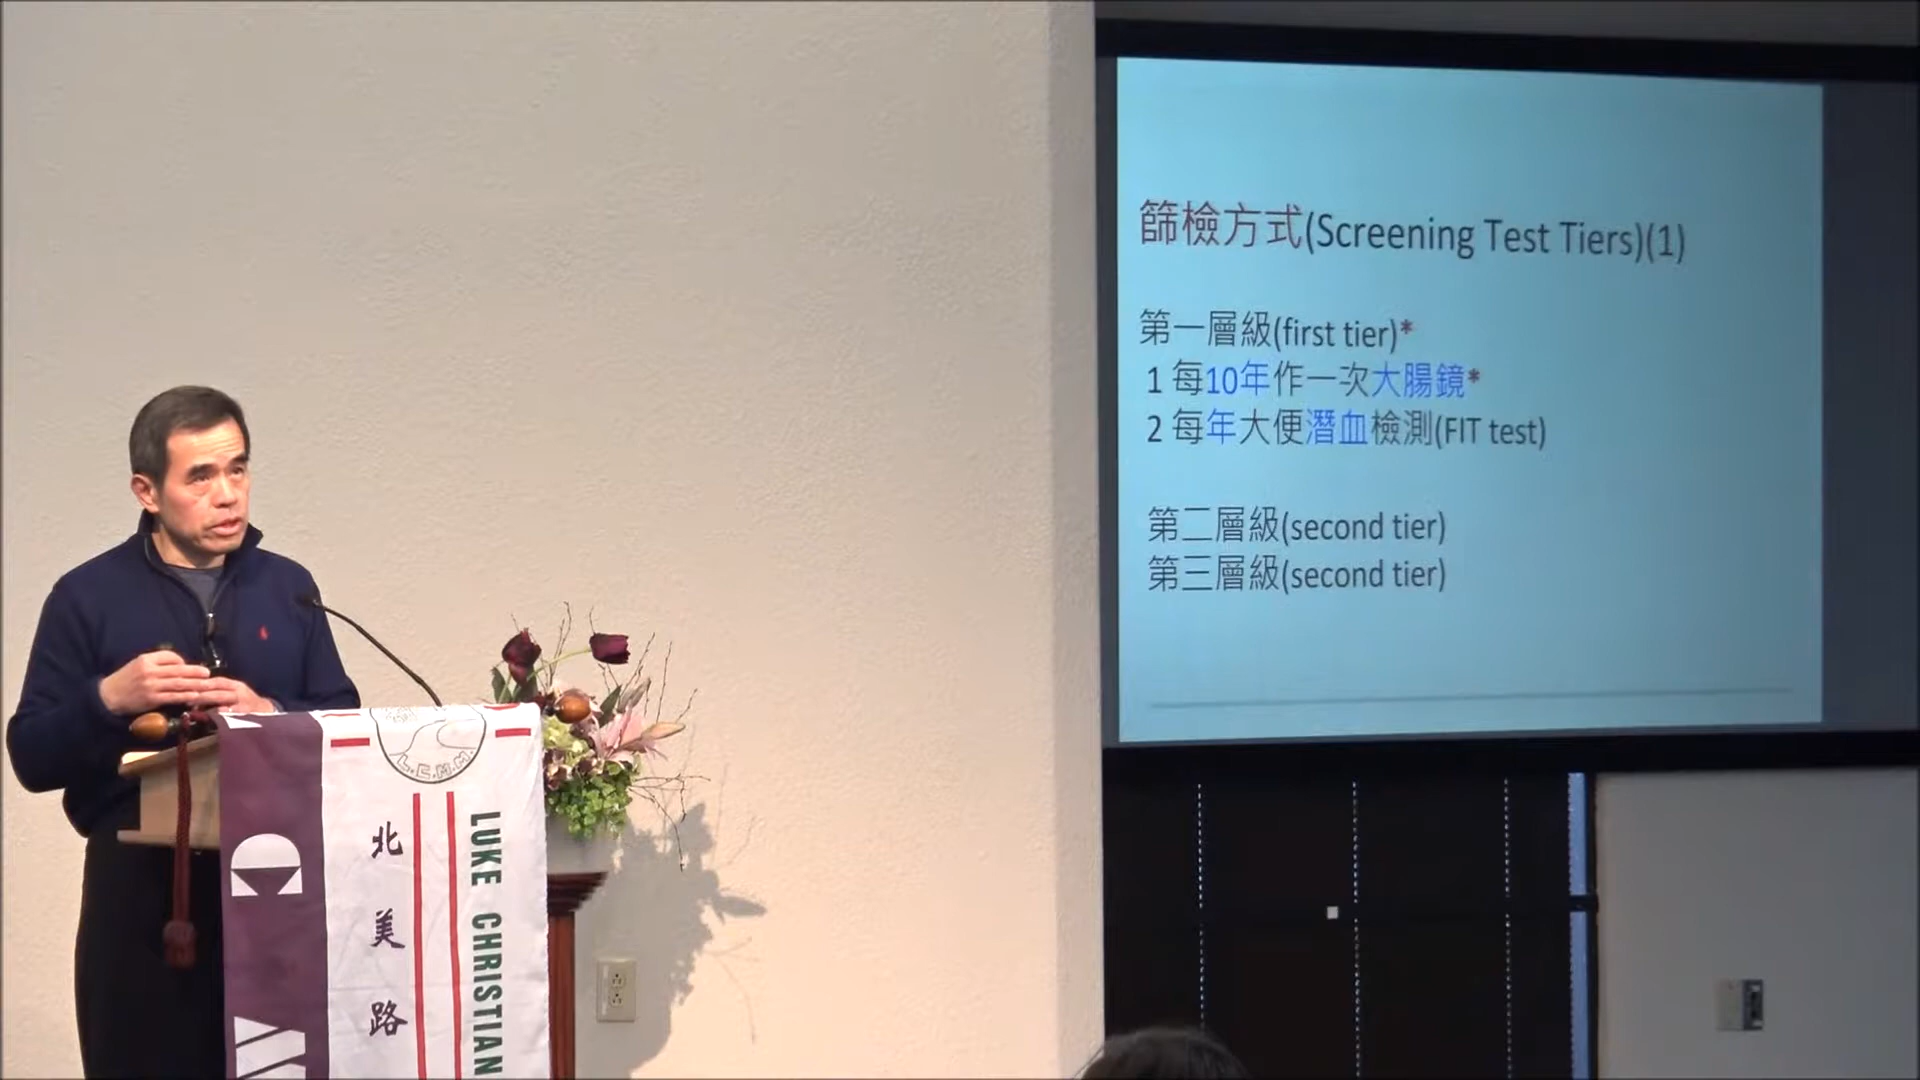 篩檢方式(Screening Test Tiers)(1)
第一層級(first tier)*
1 每10年作一次大腸鏡*
2 每年大便潛血檢測(FIT test)
第二層級(second tier)
第三層級(second tier)
L.C.M.M.
北美路
LUKE CHRISTIAN